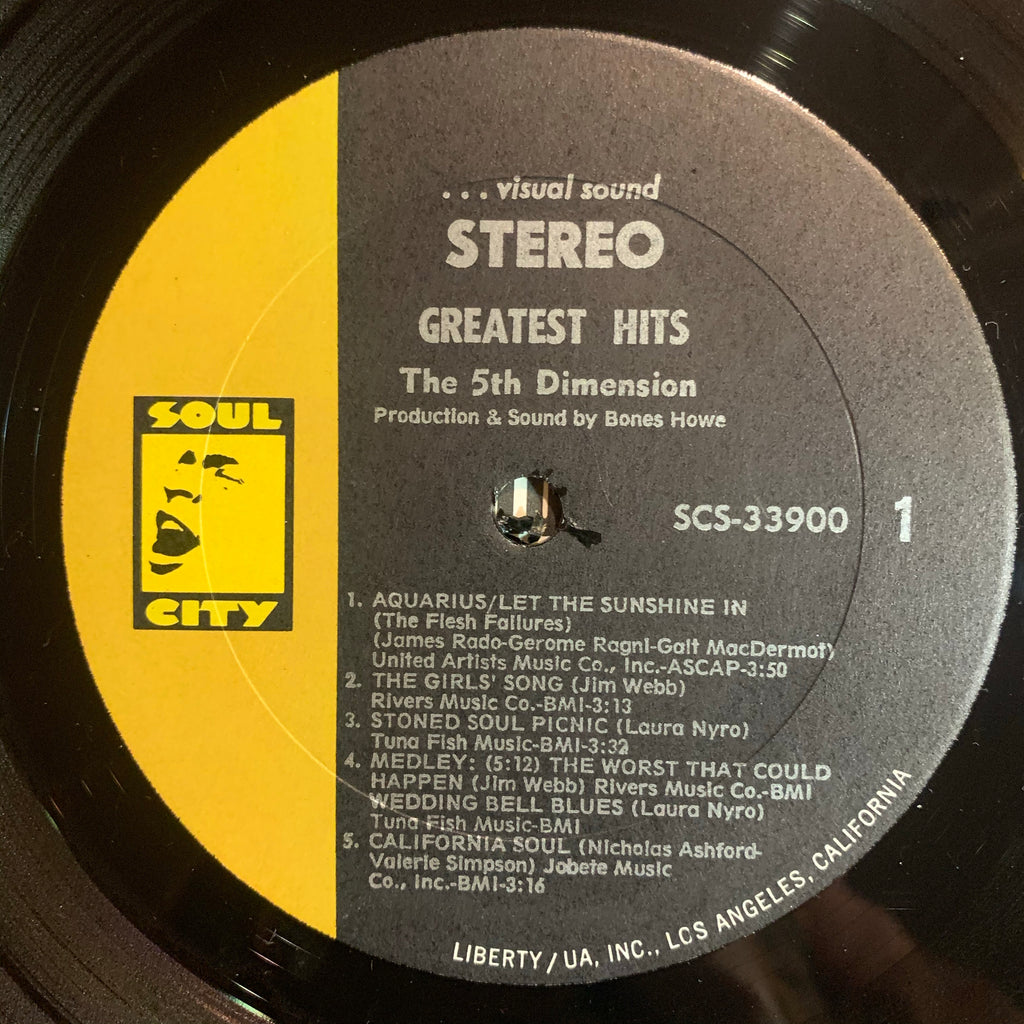 . . . visual sound
STEREO
GREATEST HITS
The 5th Dimension
Production & Sound by Bones Howe
SOUL
CITY
SCS-33900
1
1. AQUARIUS/LET THE SUNSHINE IN
(The Flesh Failures)
(James Rado-Gerome Ragni-Galt MacDermot)
United Artists Music Co., Inc.-ASCAP-3:50
2. THE GIRLS' SONG (Jim Webb)
Rivers Music Co.-BMI-3:13
3. STONED SOUL PICNIC (Laura Nyro)
Tuna Fish Music-BMI-3:32
4. MEDLEY: (5:12) THE WORST THAT COULD
HAPPEN (Jim Webb) Rivers Music Co.-BMI
WEDDING BELL BLUES (Laura Nyro)
Tuna Fish Music-BMI
5. CALIFORNIA SOUL (Nicholas Ashford-
Valerie Simpson) Jobete Music
Co., Inc.-BMI-3:16
LIBERTY / UA, INC., LOS ANGELES, CALIFORNIA